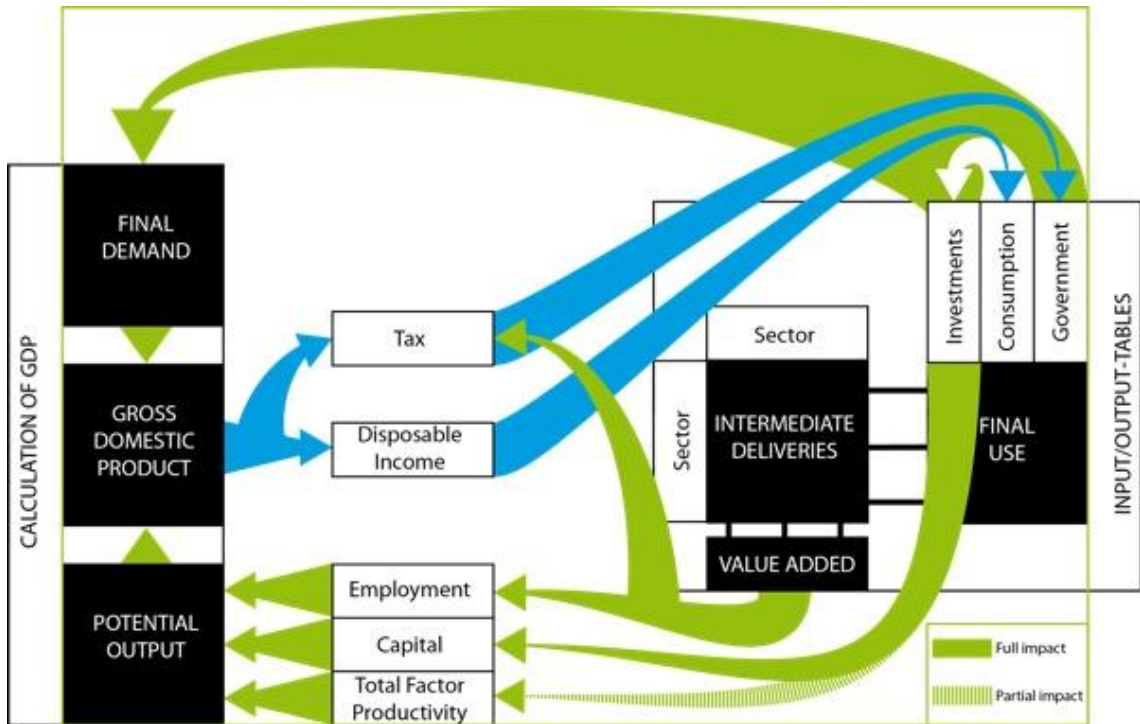 CALCULATION OF GDP
FINAL
DEMAND
GROSS
DOMESTIC
PRODUCT
POTENTIAL
OUTPUT
Tax
Disposable
Income
Employment
Capital
Total Factor
Productivity
Sector
Sector
INTERMEDIATE
DELIVERIES
VALUE ADDED
Investments
Consumption
Government
FINAL
USE
INPUT/OUTPUT-TABLES
Full impact
Partial impact